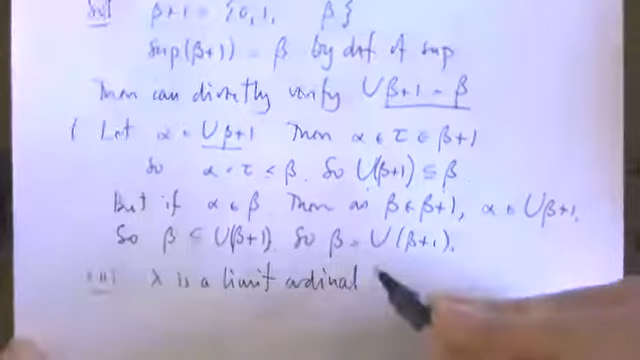 β+1 = {0, 1, β}
sup(β+1) = β by def of sup
Then can directly verify ∪β+1 = β
( Let α ∈ ∪β+1 Then α ∈ τ ∈ β+1
So α < τ ≤ β. So ∪(β+1) ⊆ β
But if α ∈ β. Then as β ∈ β+1, α ∈ ∪β+1.
So β ⊆ ∪(β+1). So β = ∪(β+1).
(iii) λ is a limit ordinal